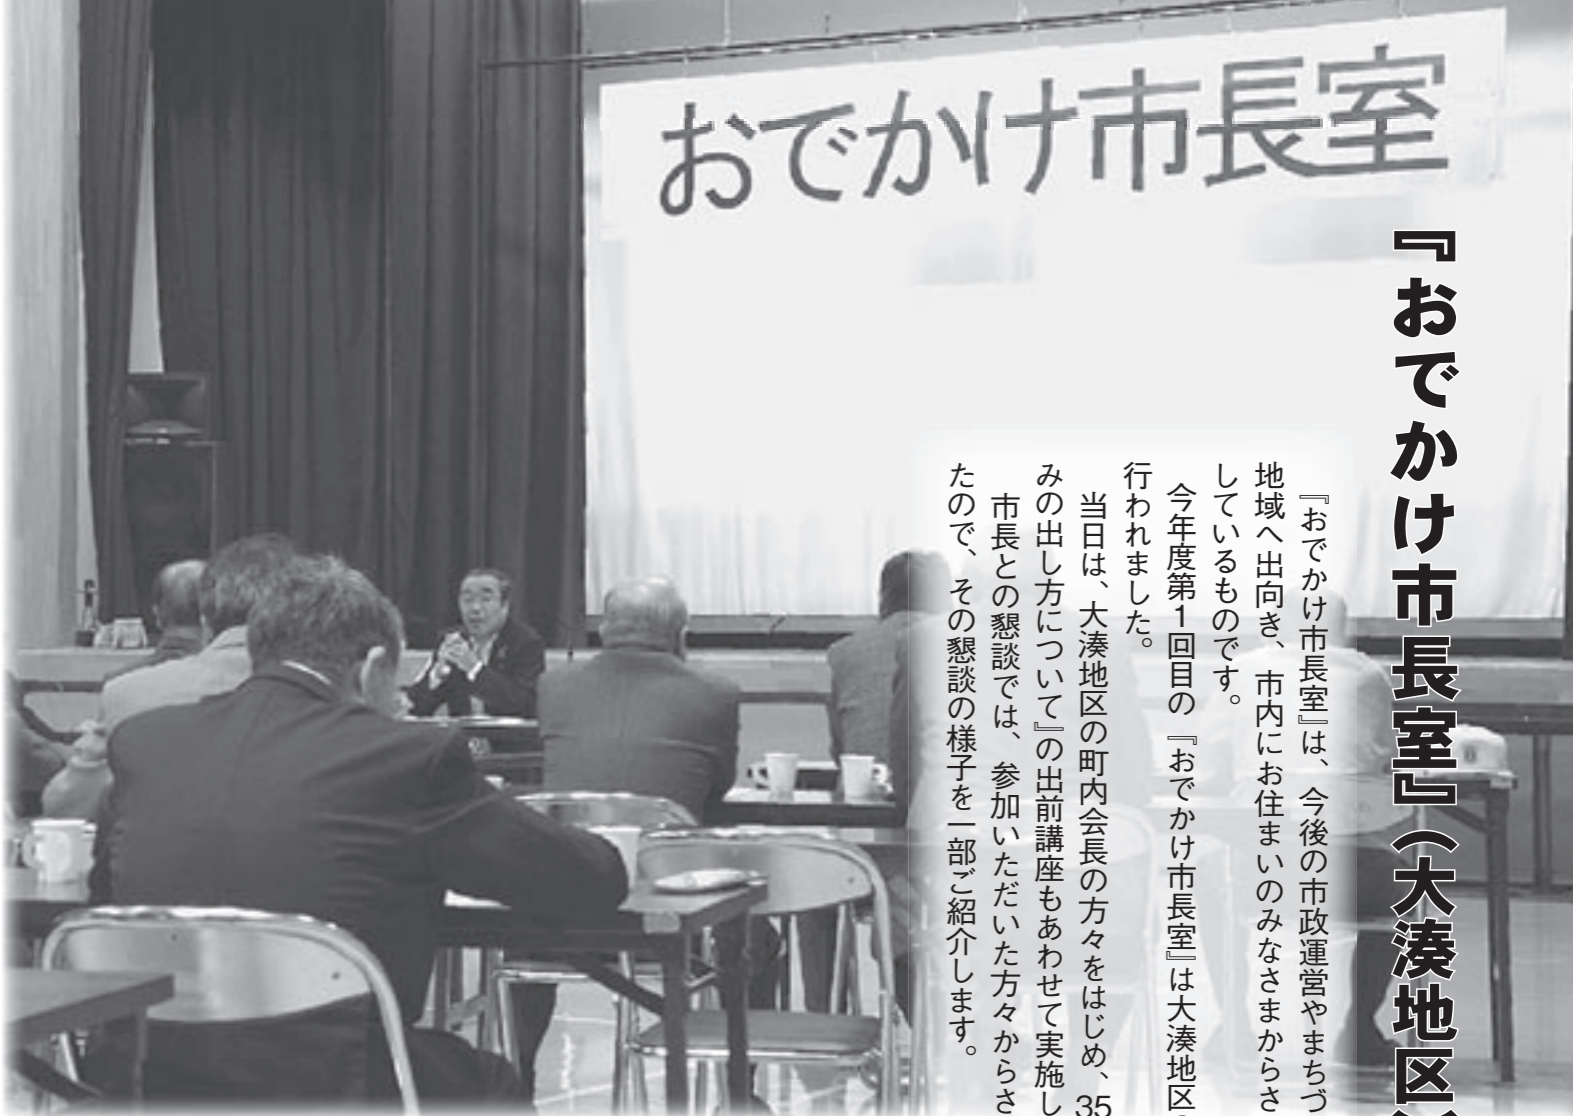 おでかけ市長室
『おでかけ市長室』（大湊地区
『おでかけ市長室』は、今後の市政運営やまちづ
地域へ出向き、市内にお住まいのみなさまからさ
しているものです。
今年度第１回目の『おでかけ市長室』は大湊地区
行われました。
当日は、大湊地区の町内会長の方々をはじめ、35
みの出し方について』の出前講座もあわせて実施し
市長との懇談では、参加いただいた方々からさ
たので、その懇談の様子を一部ご紹介します。